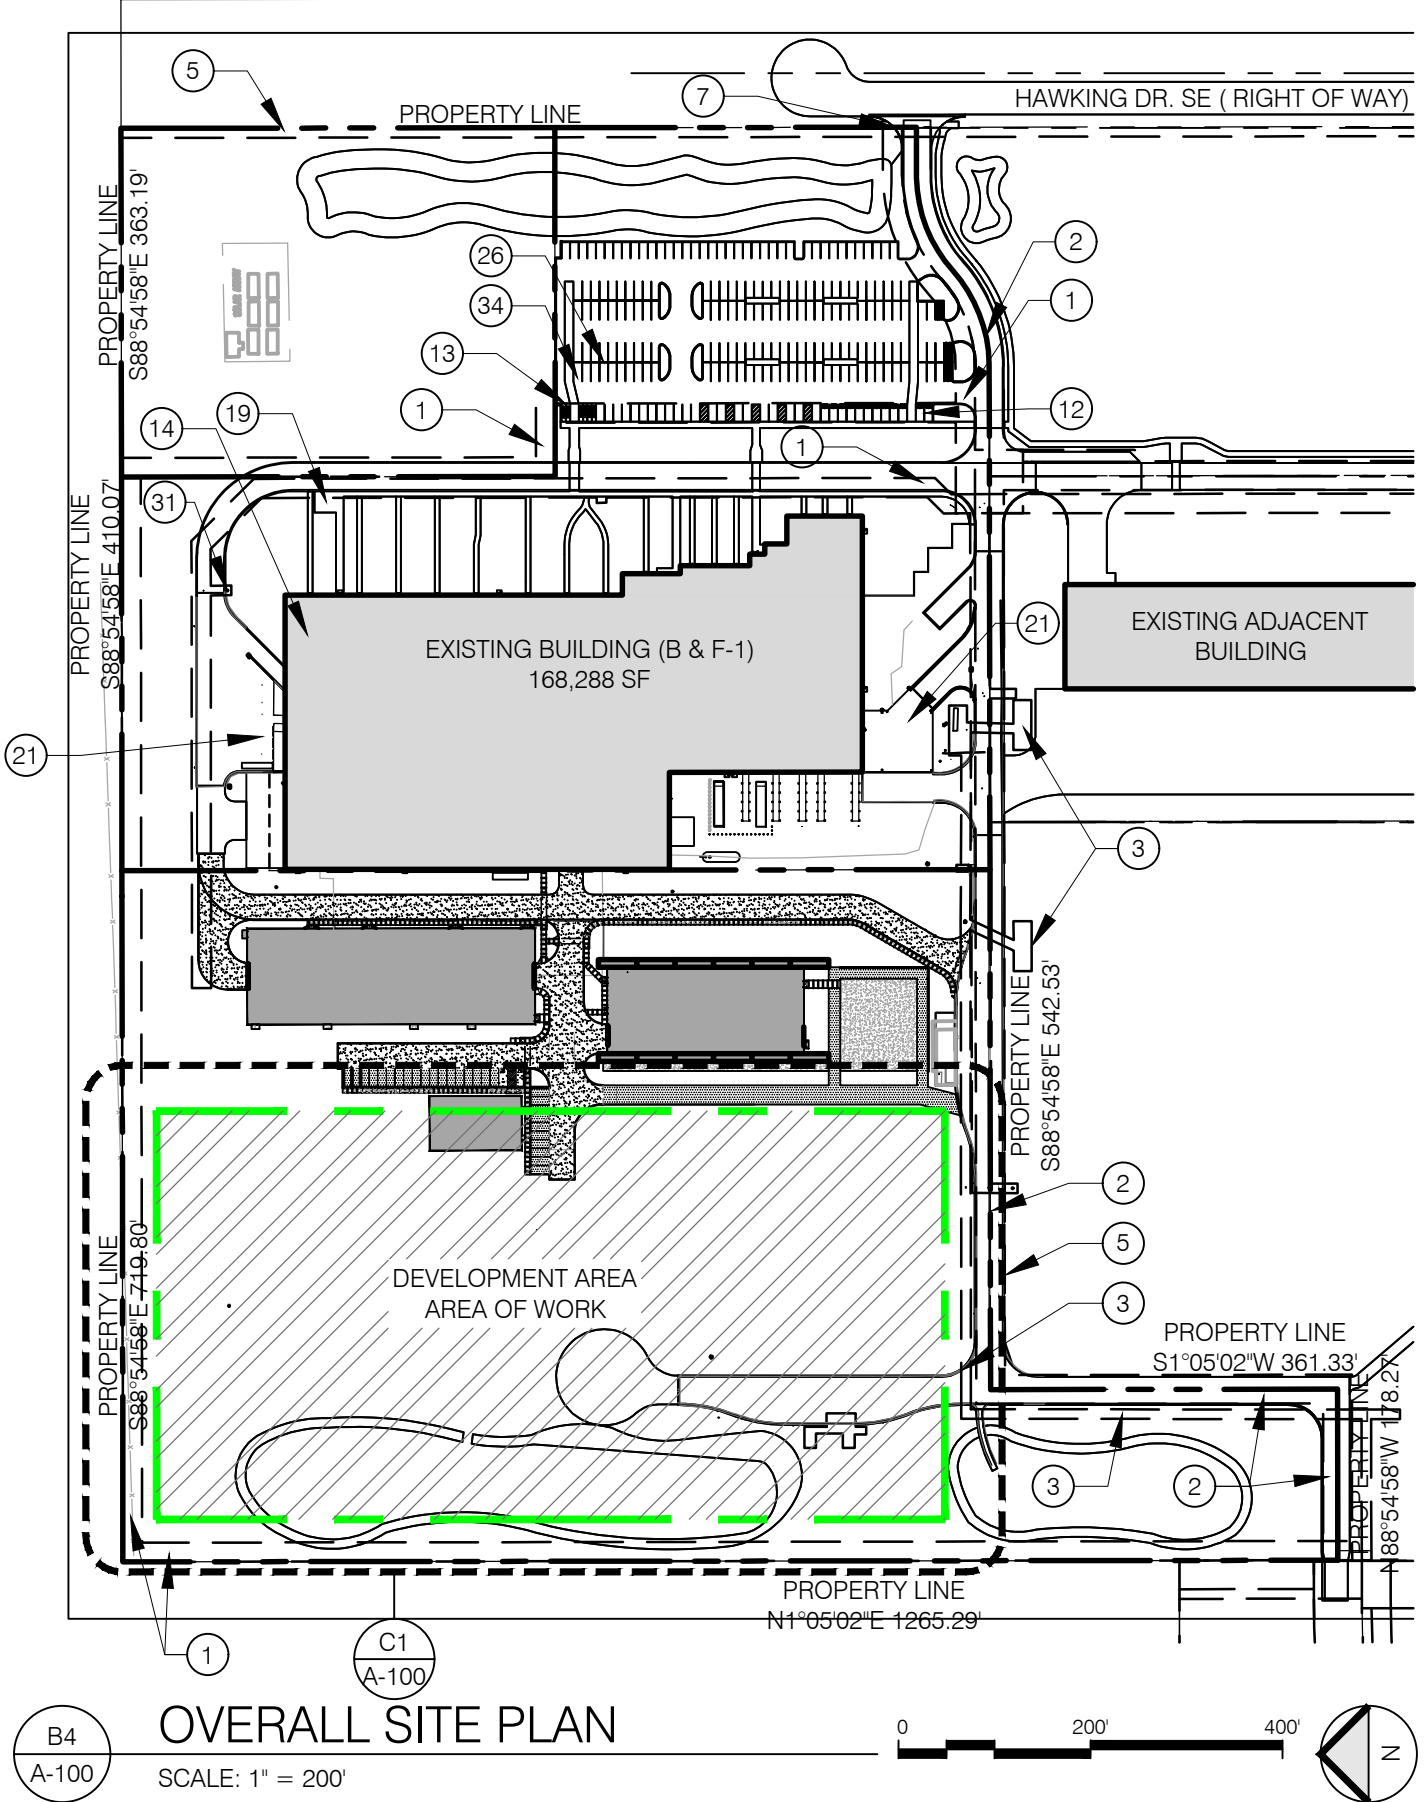 5
7
HAWKING DR. SE ( RIGHT OF WAY)
PROPERTY LINE
PROPERTY LINE
S88°54'58"E 363.19'
26
2
34
1
13
19
1
12
14
1
31
PROPERTY LINE
S88°54'58"E 410.07'
EXISTING BUILDING (B & F-1)
168,288 SF
21
EXISTING ADJACENT
BUILDING
21
3
PROPERTY LINE
S88°54'58"E 542.53'
2
5
PROPERTY LINE
S88°54'58"E 719.80'
DEVELOPMENT AREA
AREA OF WORK
3
PROPERTY LINE
S1°05'02"W 361.33'
PROPERTY LINE
N88°54'58"W 178.27'
3
2
PROPERTY LINE
N1°05'02"E 1265.29'
1
C1
A-100
B4
A-100
OVERALL SITE PLAN
SCALE: 1" = 200'
0 200' 400'
N